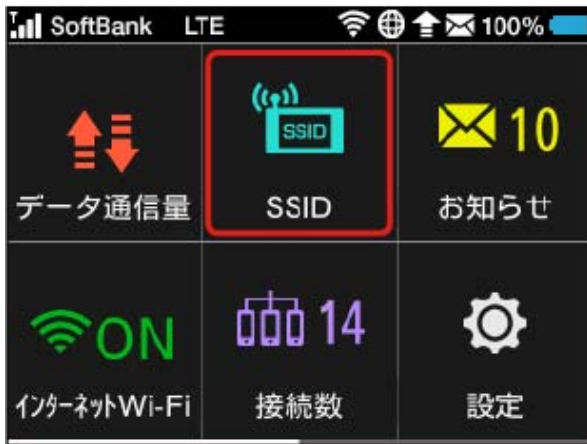 SoftBank LTE 100%
SSID
10
データ通信量 SSID お知らせ
ON 14
インターネットWi-Fi 接続数 設定